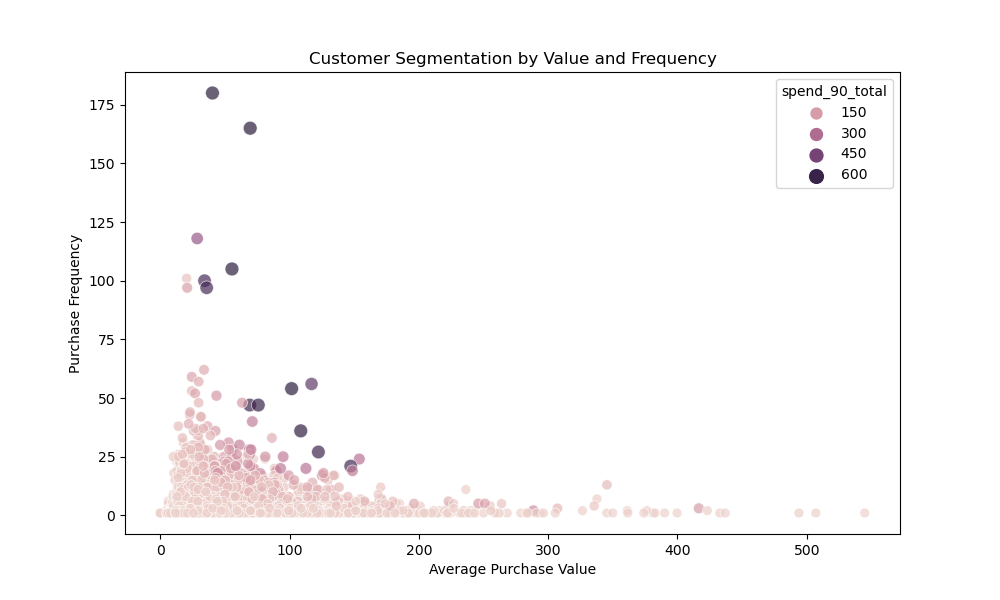 Customer Segmentation by Value and Frequency
spend_90_total
150
300
450
600
Purchase Frequency
175
150
125
100
75
50
25
0
0 100 200 300 400 500
Average Purchase Value